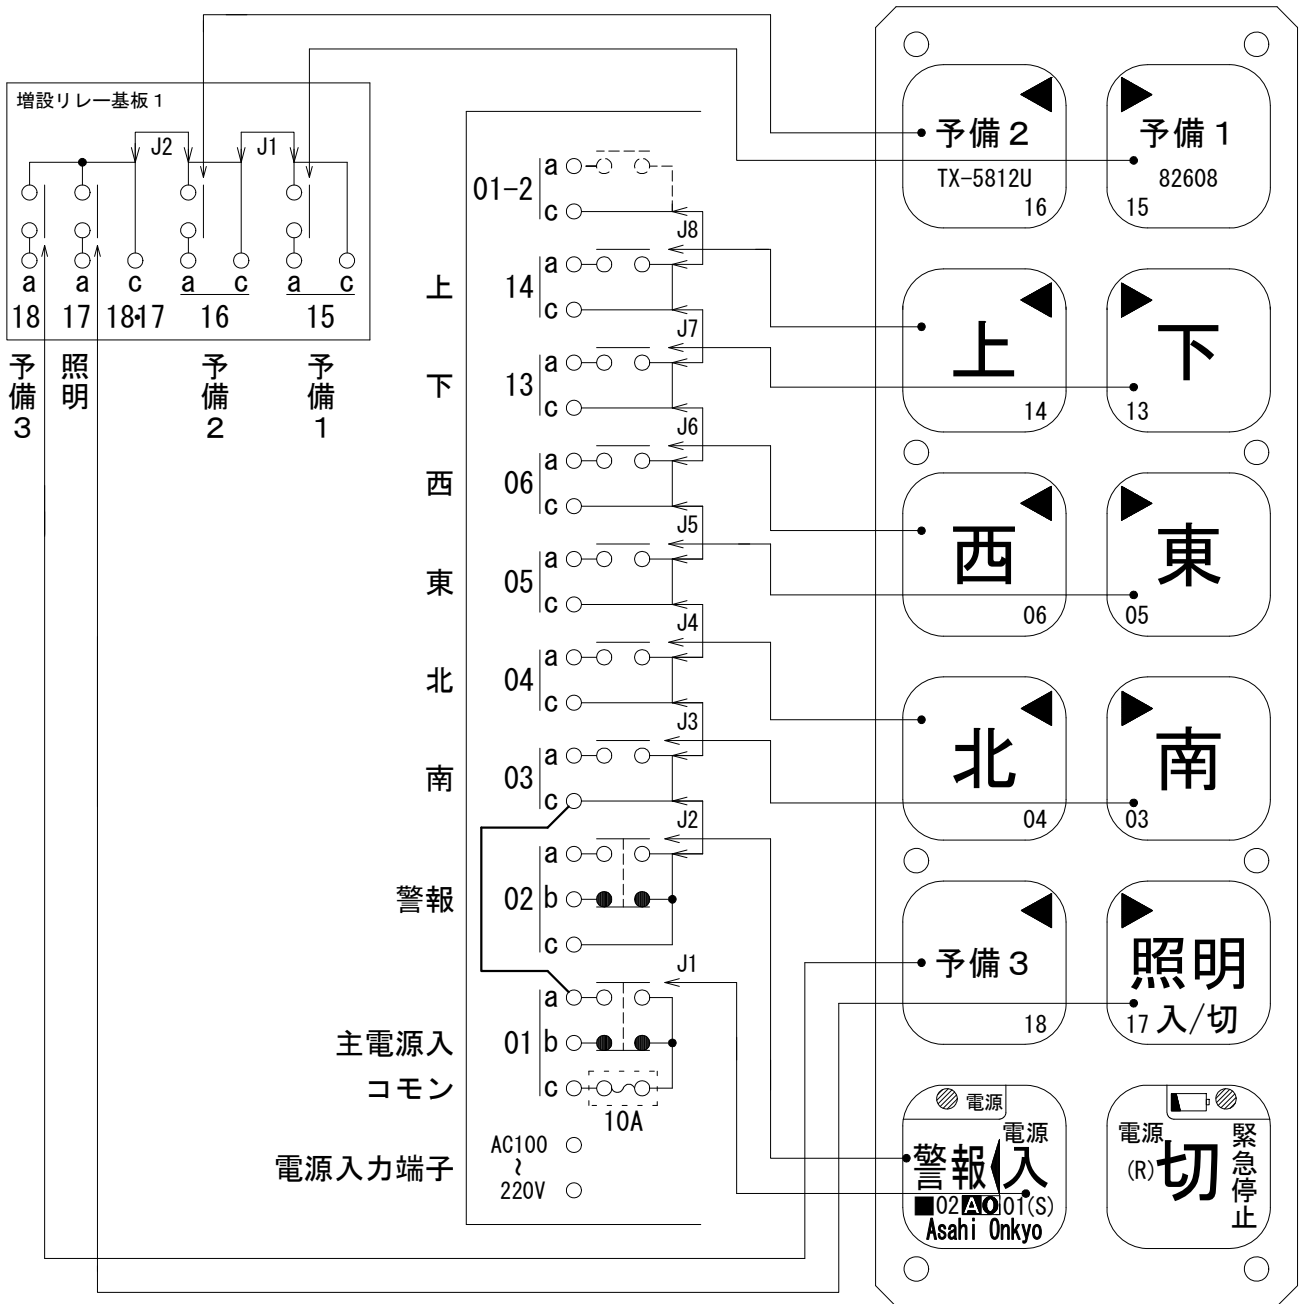 増設リレー基板1
J2
J1
a
a
c
a
c
a
c
18
17
18・17
16
15
予備3
照明
予備2
予備1
01-2
a
c
J8
上
14
a
c
J7
下
13
a
c
J6
西
06
a
c
J5
東
05
a
c
J4
北
04
a
c
J3
南
03
a
c
J2
警報
02
a
b
c
J1
主電源入
コモン
01
a
b
c
10A
電源入力端子
AC100
~
220V
予備2
TX-5812U
16
予備1
82608
15
上
14
下
13
西
06
東
05
北
04
南
03
予備3
18
照明
17 入/切
電源
電源
警報 入
02 AO 01(S)
Asahi Onkyo
電源
(R) 切
緊急停止